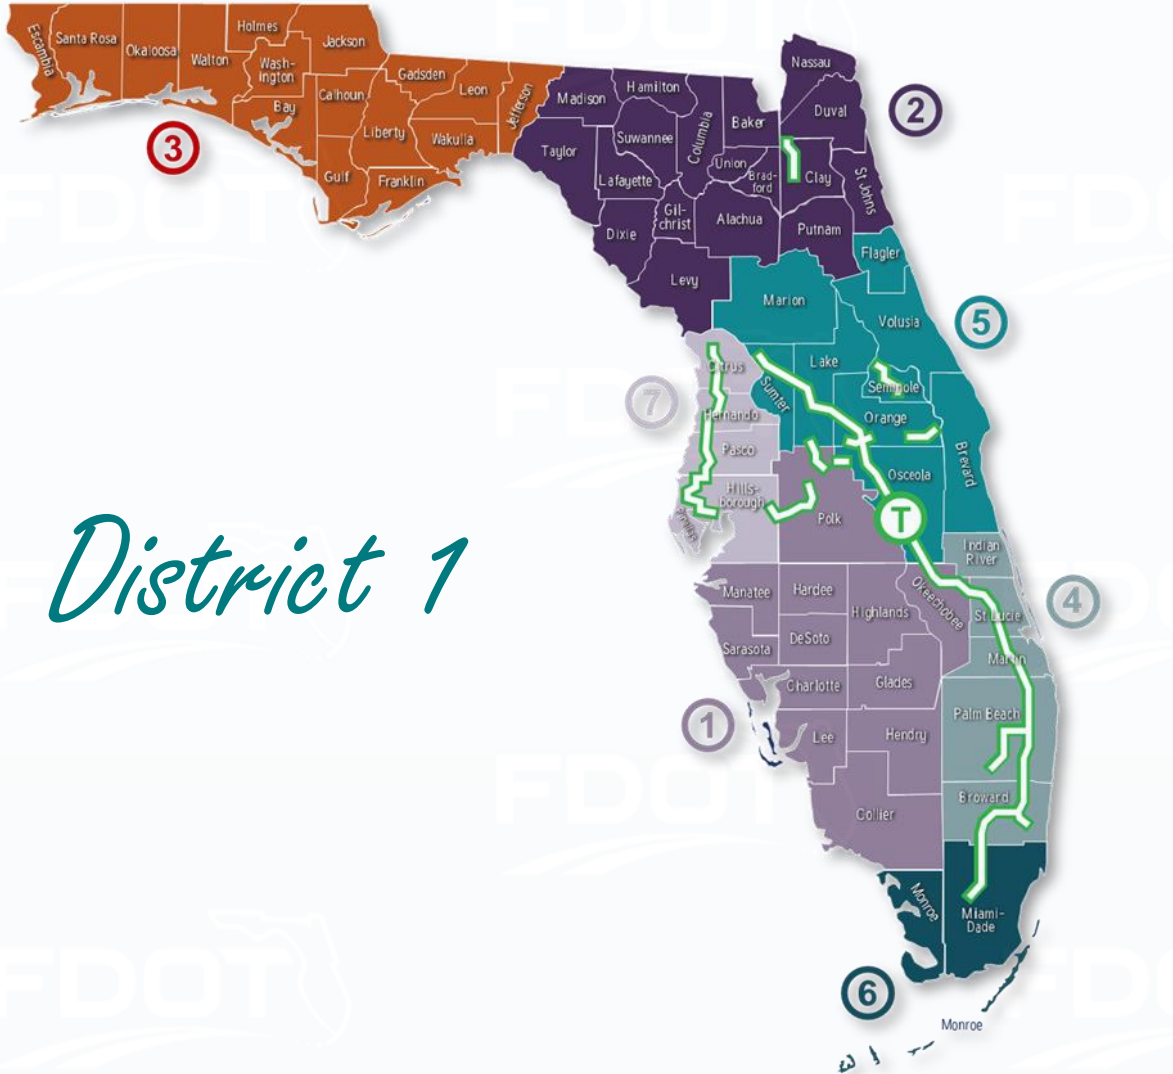 Escambia
Santa Rosa
Okaloosa
Walton
Holmes
Wash-
ington
Bay
Jackson
Calhoun
Gulf
Gadsden
Liberty
Franklin
Leon
Wakulla
Jefferson
3
Madison
Taylor
Hamilton
Suwannee
Lafayette
Dixie
Columbia
Gil-
christ
Levy
Baker
Union
Brad-
ford
Alachua
Nassau
Duval
Clay
St Johns
Putnam
2
Flagler
Marion
Volusia
5
Citrus
Sumter
Lake
Seminole
7
Hernando
Orange
Pasco
Osceola
Brevard
Hills-
borough
Pinellas
Polk
T
District 1
Indian
River
Manatee
Hardee
Highlands
Okeechobee
St Lucie
4
Sarasota
DeSoto
Martin
Charlotte
Glades
1
Lee
Hendry
Palm Beach
Collier
Broward
Monroe
Miami-
Dade
6
Monroe
FDOT
FDOT
FDOT
FDOT